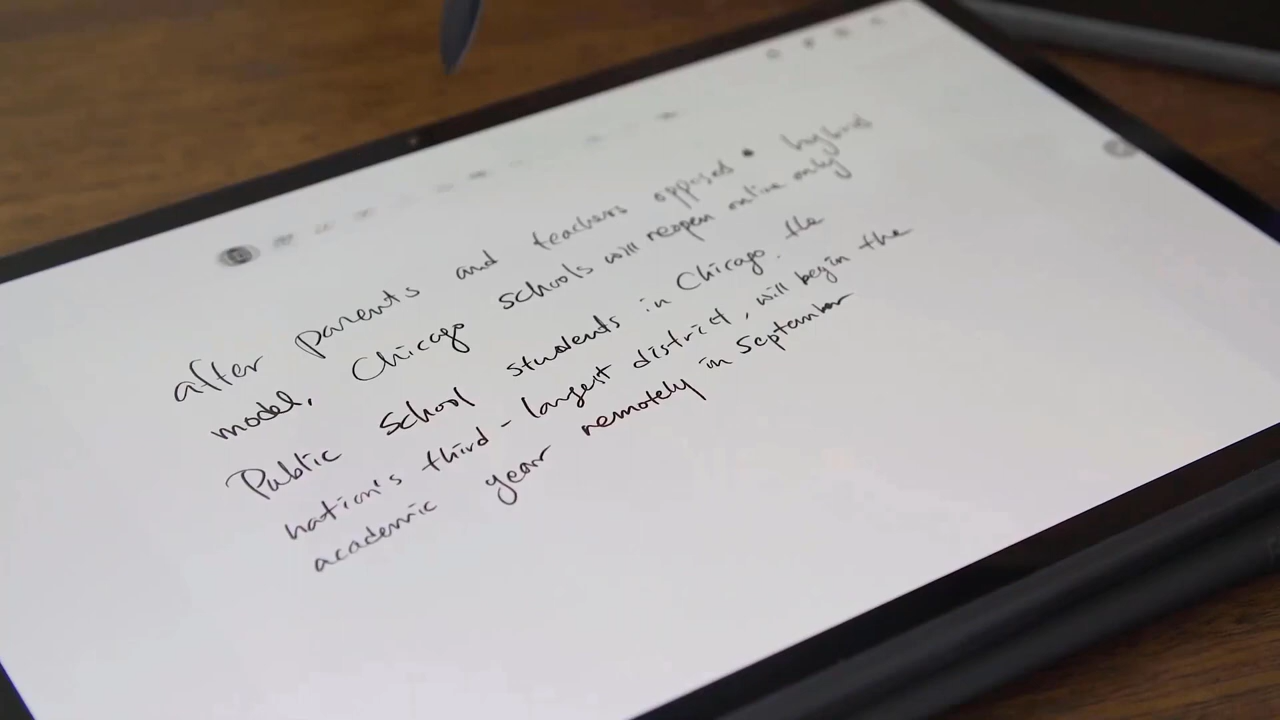 after parents and teachers opposed • hybrid
model, Chicago schools will reopen online only
Public School students in Chicago. the
nation's third-largest district, will begin the
academic year remotely in September